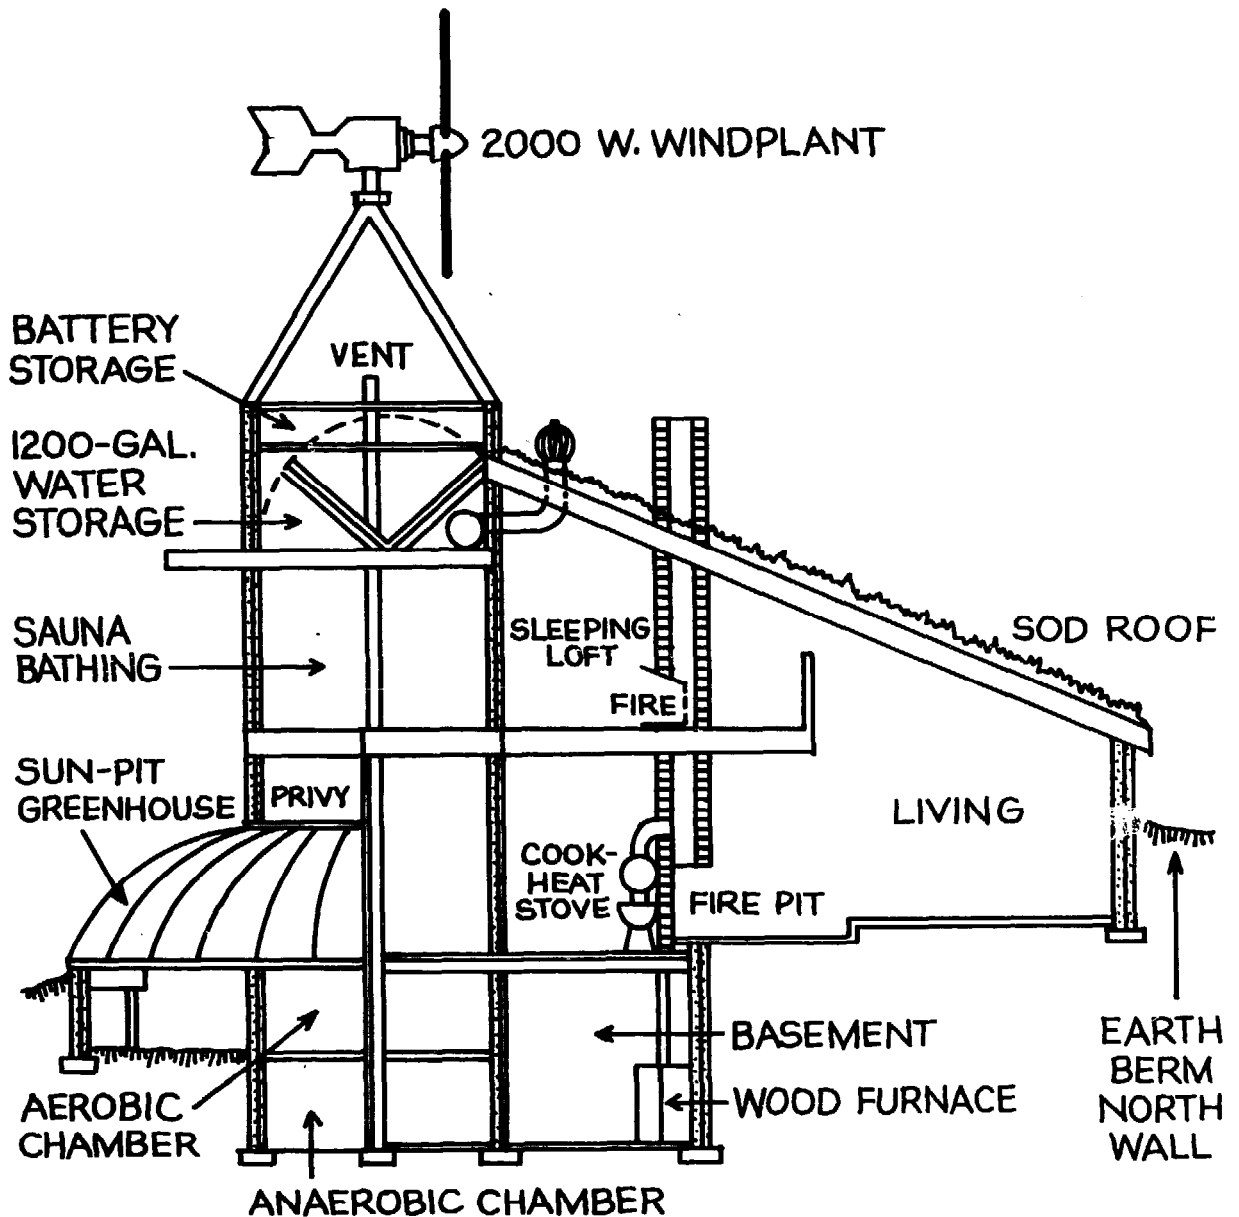 2000 W. WINDPLANT
BATTERY
STORAGE
VENT
1200-GAL.
WATER
STORAGE
SAUNA
BATHING
SLEEPING
LOFT
SOD ROOF
FIRE
SUN-PIT
GREENHOUSE
PRIVY
LIVING
COOK-
HEAT
STOVE
FIRE PIT
BASEMENT
EARTH
BERM
NORTH
WALL
WOOD FURNACE
AEROBIC
CHAMBER
ANAEROBIC CHAMBER